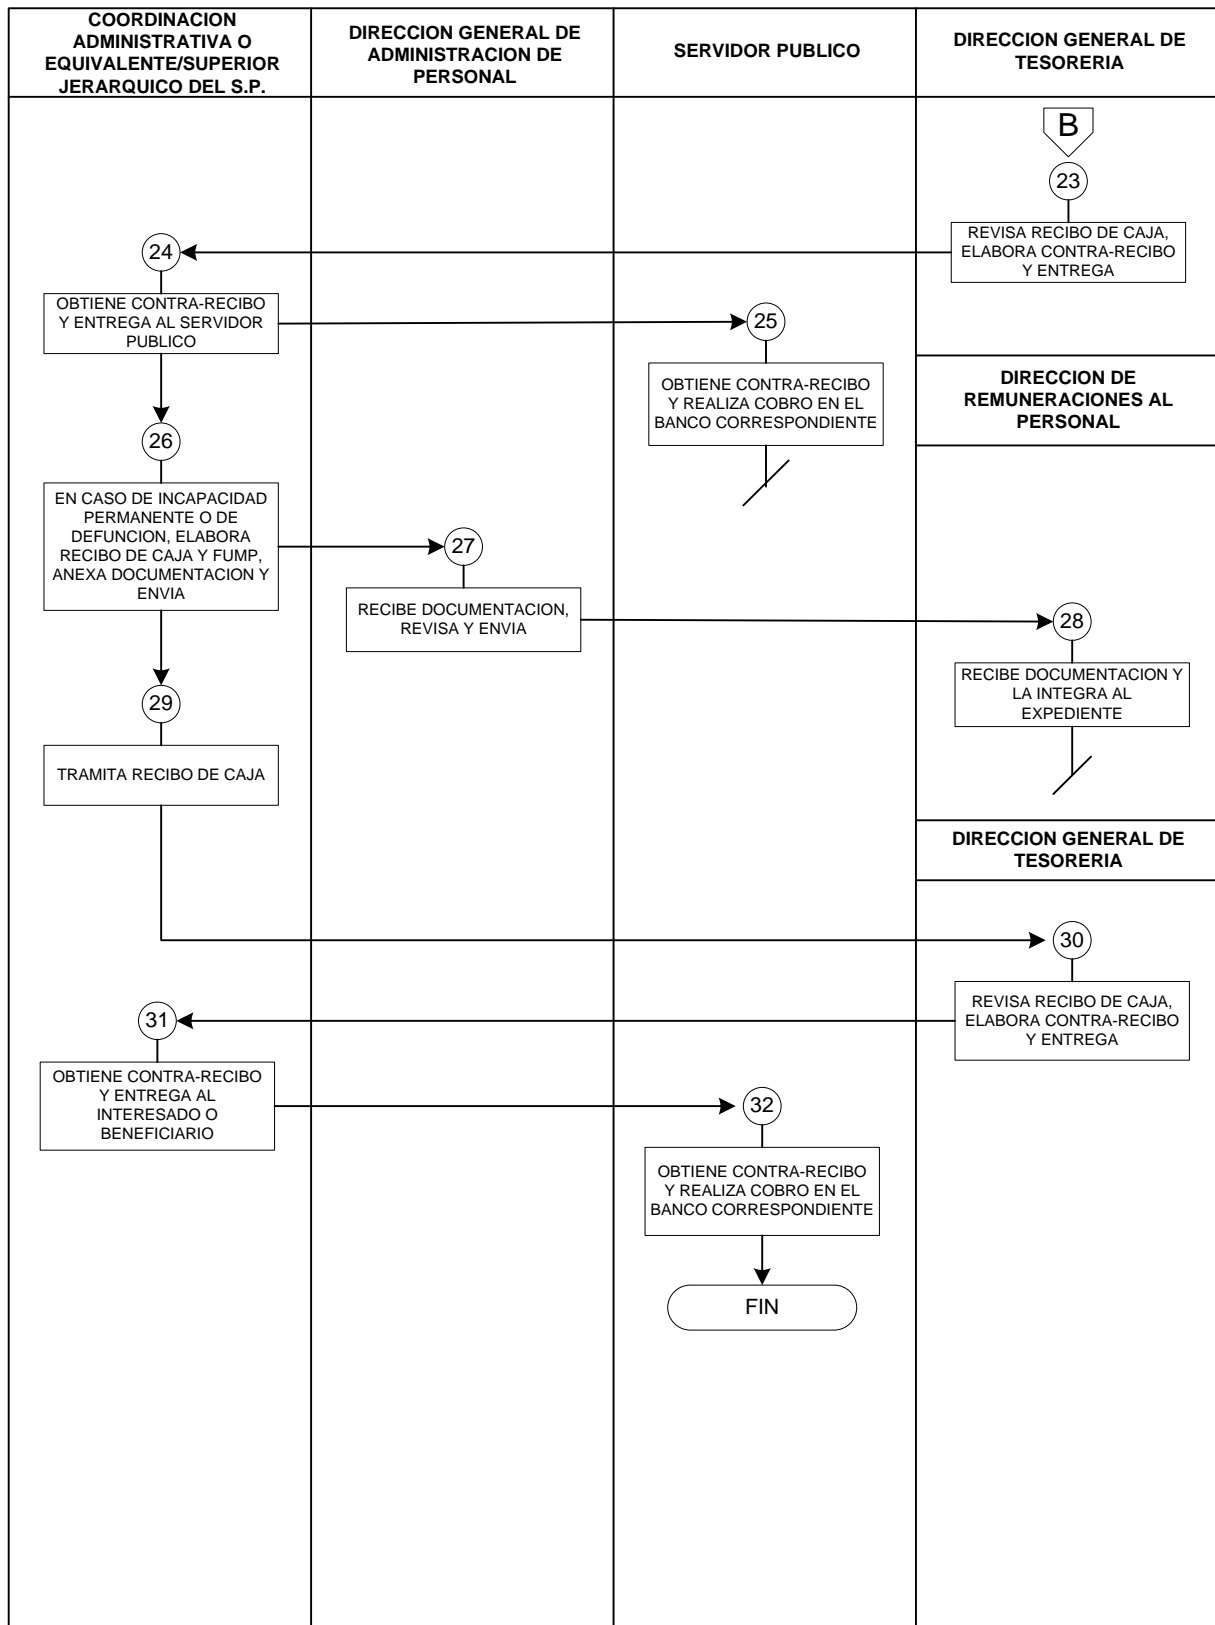 COORDINACION
ADMINISTRATIVA O
EQUIVALENTE/SUPERIOR
JERARQUICO DEL S.P.
DIRECCION GENERAL DE
ADMINISTRACION DE
PERSONAL
SERVIDOR PUBLICO
DIRECCION GENERAL DE
TESORERIA
B
23
REVISA RECIBO DE CAJA,
ELABORA CONTRA-RECIBO
Y ENTREGA
24
OBTIENE CONTRA-RECIBO
Y ENTREGA AL SERVIDOR
PUBLICO
25
OBTIENE CONTRA-RECIBO
Y REALIZA COBRO EN EL
BANCO CORRESPONDIENTE
DIRECCION DE
REMUNERACIONES AL
PERSONAL
26
EN CASO DE INCAPACIDAD
PERMANENTE O DE
DEFUNCION, ELABORA
RECIBO DE CAJA Y FUMP,
ANEXA DOCUMENTACION Y
ENVIA
27
RECIBE DOCUMENTACION,
REVISA Y ENVIA
28
RECIBE DOCUMENTACION Y
LA INTEGRA AL
EXPEDIENTE
29
TRAMITA RECIBO DE CAJA
DIRECCION GENERAL DE
TESORERIA
30
REVISA RECIBO DE CAJA,
ELABORA CONTRA-RECIBO
Y ENTREGA
31
OBTIENE CONTRA-RECIBO
Y ENTREGA AL
INTERESADO O
BENEFICIARIO
32
OBTIENE CONTRA-RECIBO
Y REALIZA COBRO EN EL
BANCO CORRESPONDIENTE
FIN